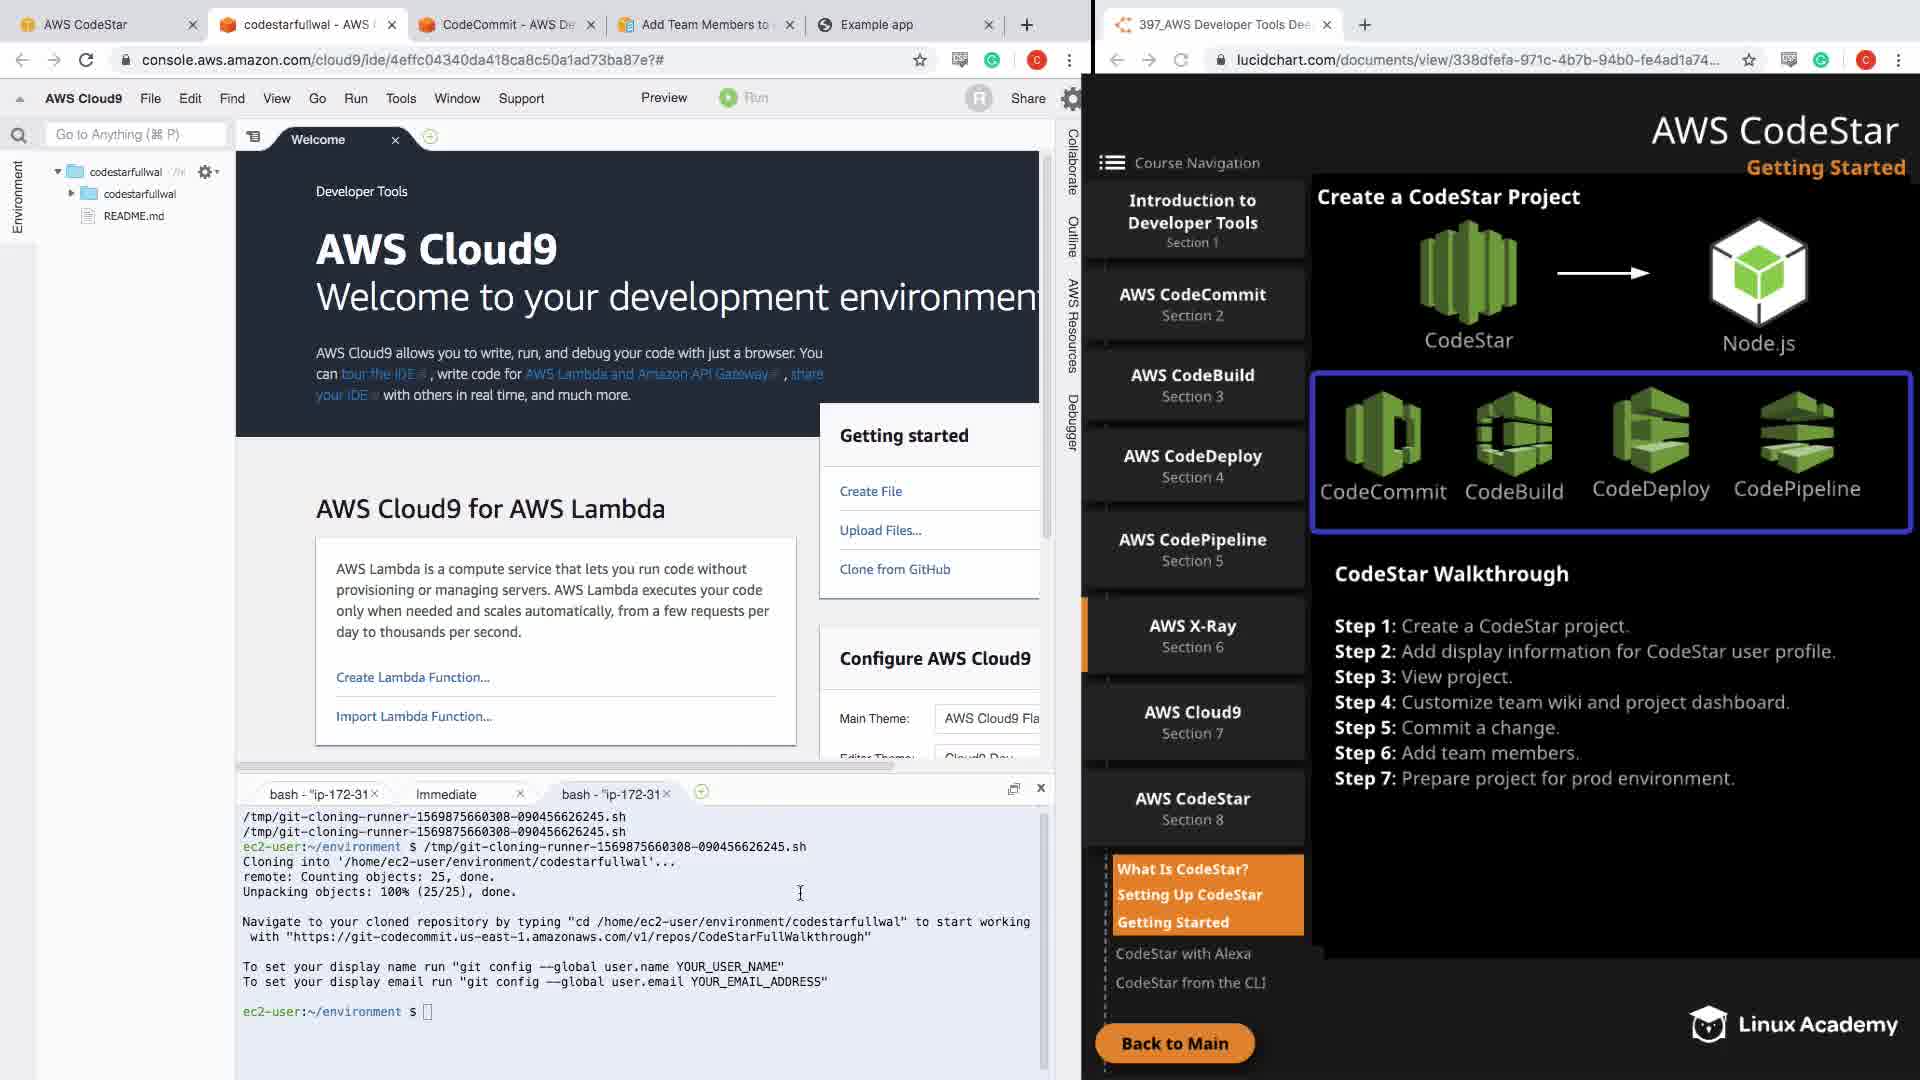 AWS CodeStar
codestarfullwal - AWS
CodeCommit - AWS De
Add Team Members to
Example app
397_AWS Developer Tools Dee
console.aws.amazon.com/cloud9/ide/4effc04340da418ca8c50a1ad73ba87e?#
lucidchart.com/documents/view/338dfefa-971c-4b7b-94b0-fe4ad1a74...
AWS Cloud9 File Edit Find View Go Run Tools Window Support Preview Run R Share
Go to Anything (⌘ P)
Environment
codestarfullwal
codestarfullwal
README.md
Welcome
Developer Tools
AWS Cloud9
Welcome to your development environmen
AWS Cloud9 allows you to write, run, and debug your code with just a browser. You
can tour the IDE , write code for AWS Lambda and Amazon API Gateway , share
your IDE with others in real time, and much more.
Getting started
Create File
Upload Files...
Clone from GitHub
AWS Cloud9 for AWS Lambda
AWS Lambda is a compute service that lets you run code without
provisioning or managing servers. AWS Lambda executes your code
only when needed and scales automatically, from a few requests per
day to thousands per second.
Create Lambda Function...
Import Lambda Function...
Configure AWS Cloud9
Main Theme: AWS Cloud9 Fla
Editor Theme: Cloud9 Day
Collaborate
Outline
AWS Resources
Debugger
bash - "ip-172-31
Immediate
bash - "ip-172-31
/tmp/git-cloning-runner-1569875660308-090456626245.sh
/tmp/git-cloning-runner-1569875660308-090456626245.sh
ec2-user:~/environment $ /tmp/git-cloning-runner-1569875660308-090456626245.sh
Cloning into '/home/ec2-user/environment/codestarfullwal'...
remote: Counting objects: 25, done.
Unpacking objects: 100% (25/25), done.
Navigate to your cloned repository by typing "cd /home/ec2-user/environment/codestarfullwal" to start working
with "https://git-codecommit.us-east-1.amazonaws.com/v1/repos/CodeStarFullWalkthrough"
To set your display name run "git config --global user.name YOUR_USER_NAME"
To set your display email run "git config --global user.email YOUR_EMAIL_ADDRESS"
ec2-user:~/environment $
AWS CodeStar
Getting Started
Course Navigation
Introduction to
Developer Tools
Section 1
AWS CodeCommit
Section 2
AWS CodeBuild
Section 3
AWS CodeDeploy
Section 4
AWS CodePipeline
Section 5
AWS X-Ray
Section 6
AWS Cloud9
Section 7
AWS CodeStar
Section 8
What Is CodeStar?
Setting Up CodeStar
Getting Started
CodeStar with Alexa
CodeStar from the CLI
Back to Main
Create a CodeStar Project
CodeStar
Node.js
CodeCommit CodeBuild CodeDeploy CodePipeline
CodeStar Walkthrough
Step 1: Create a CodeStar project.
Step 2: Add display information for CodeStar user profile.
Step 3: View project.
Step 4: Customize team wiki and project dashboard.
Step 5: Commit a change.
Step 6: Add team members.
Step 7: Prepare project for prod environment.
Linux Academy